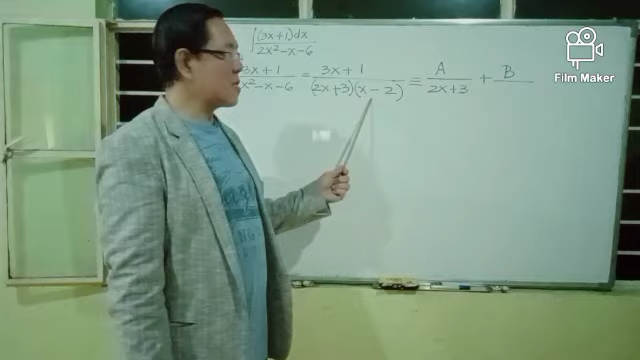 ∫(3x+1)dx / 2x²-x-6
3x+1 / x²-x-6 = 3x+1 / (2x+3)(x-2) ≡ A / 2x+3 + B /
Film Maker